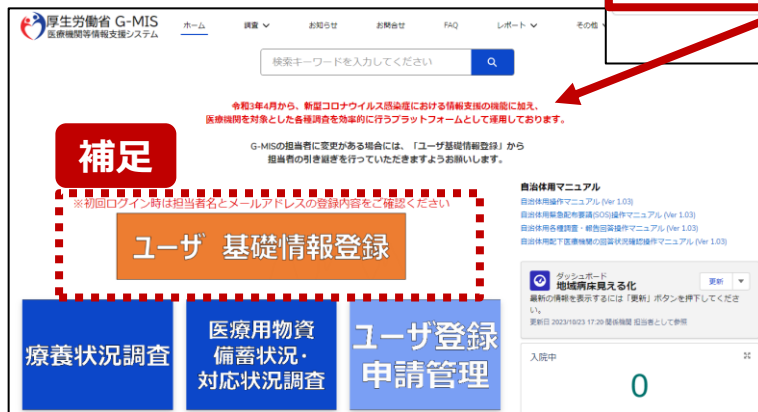 厚生労働省 G-MIS
医療機関等情報支援システム
ホーム 調査 お知らせ お問合せ FAQ レポート その他
検索キーワードを入力してください
令和3年4月から、新型コロナウイルス感染症における情報支援の機能に加え、
医療機関を対象とした各種調査を効率的に行うプラットフォームとして運用しております。
G-MISの担当者に変更がある場合には、「ユーザ基礎情報登録」から
担当者の引き継ぎを行っていただきますようお願いします。
補足
※初回ログイン時は担当者名とメールアドレスの登録内容をご確認ください
ユーザ 基礎情報登録
療養状況調査
医療用物資
備蓄状況・
対応状況調査
ユーザ登録
申請管理
自治体用マニュアル
自治体用操作マニュアル (Ver 1.03)
自治体用緊急配布要請(SOS)操作マニュアル (Ver 1.03)
自治体用各種調査・報告回答操作マニュアル (Ver 1.03)
自治体用配下医療機関の回答状況確認操作マニュアル (Ver 1.03)
ダッシュボード
地域病床見える化
更新
最新の情報を表示するには「更新」ボタンを押下してくださ
い。
更新日 2023/10/23 17:20 関係機関 担当者として参照
入院中
0